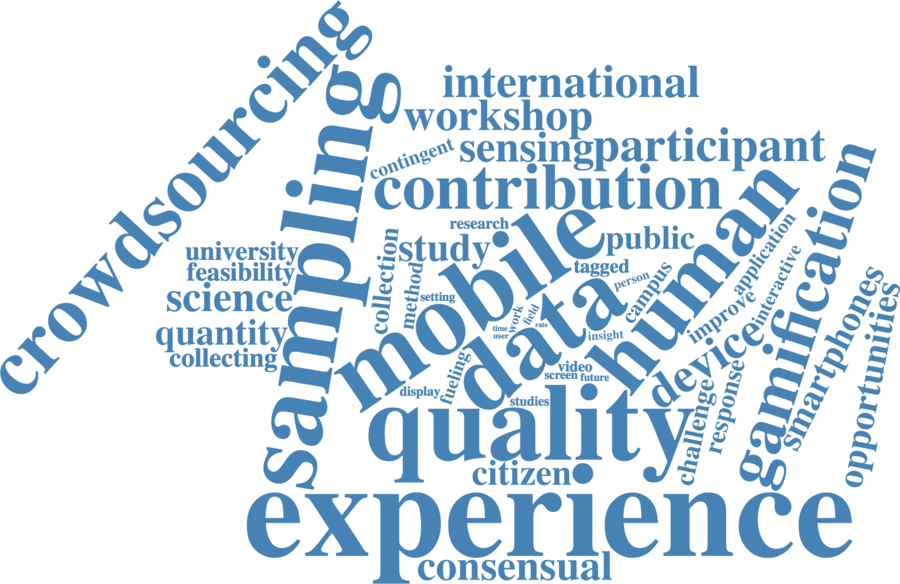 crowdsourcing
sampling
international
workshop
contingent
sensing
participant
contribution
research
university
feasibility
science
quantity
collecting
collection
method
study
setting
mobile
public
tagged
person
campus
human
data
time
user
work
field
rate
insight
improve
application
interactive
gamification
smartphones
opportunities
device
challenge
response
display
fueling
video
screen
future
studies
quality
citizen
experience
consensual